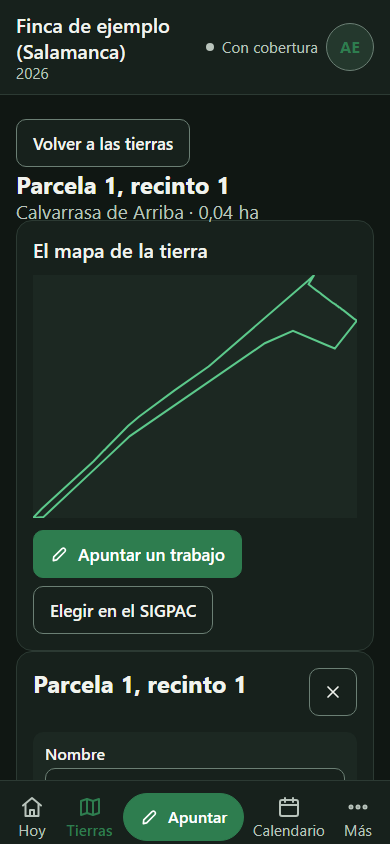 Finca de ejemplo
(Salamanca)
2026
Con cobertura
AE
Volver a las tierras
Parcela 1, recinto 1
Calvarrasa de Arriba · 0,04 ha
El mapa de la tierra
Apuntar un trabajo
Elegir en el SIGPAC
Parcela 1, recinto 1
Nombre
Hoy
Tierras
Apuntar
Calendario
Más